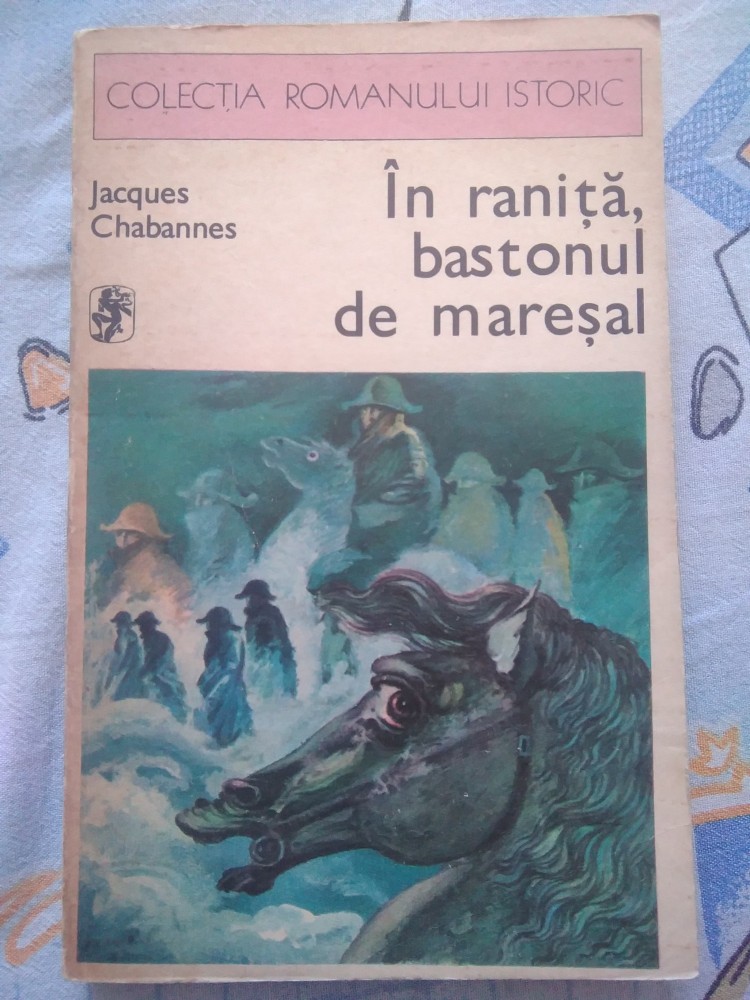 COLECȚIA ROMANULUI ISTORIC
Jacques
Chabannes
În raniță,
bastonul
de mareșal